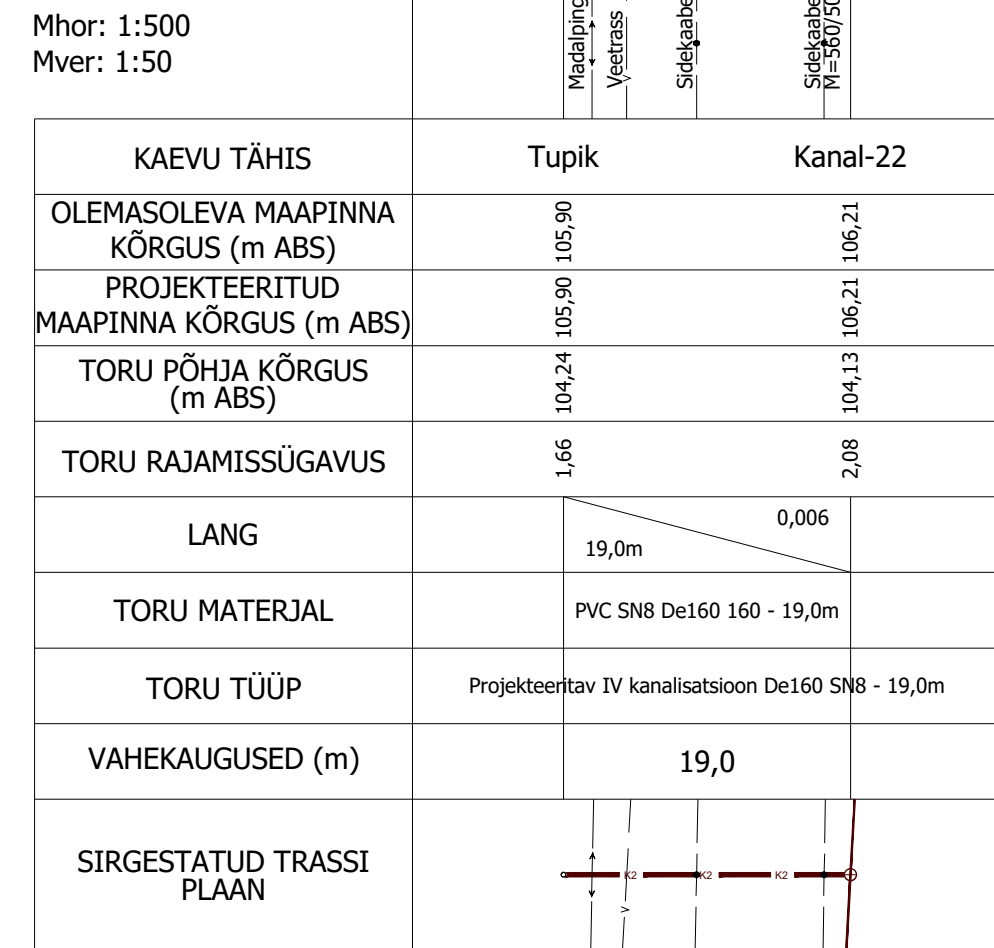 Mhor: 1:500
Mver: 1:50
Veetrass
KAEVU TÄHIS
Tupik
Kanal-22
OLEMASOLEVA MAAPINNA
KÕRGUS (m ABS)
105,90
106,21
PROJEKTEERITUD
MAAPINNA KÕRGUS (m ABS)
105,90
106,21
TORU PÕHJA KÕRGUS
(m ABS)
104,24
104,13
TORU RAJAMISSÜGAVUS
1,66
2,08
LANG
0,006
19,0m
TORU MATERJAL
PVC SN8 De160 160 - 19,0m
TORU TÜÜP
Projekteeritav IV kanalisatsioon De160 SN8 - 19,0m
VAHEKAUGUSED (m)
19,0
SIRGESTATUD TRASSI
PLAAN
K2
K2
K2
V